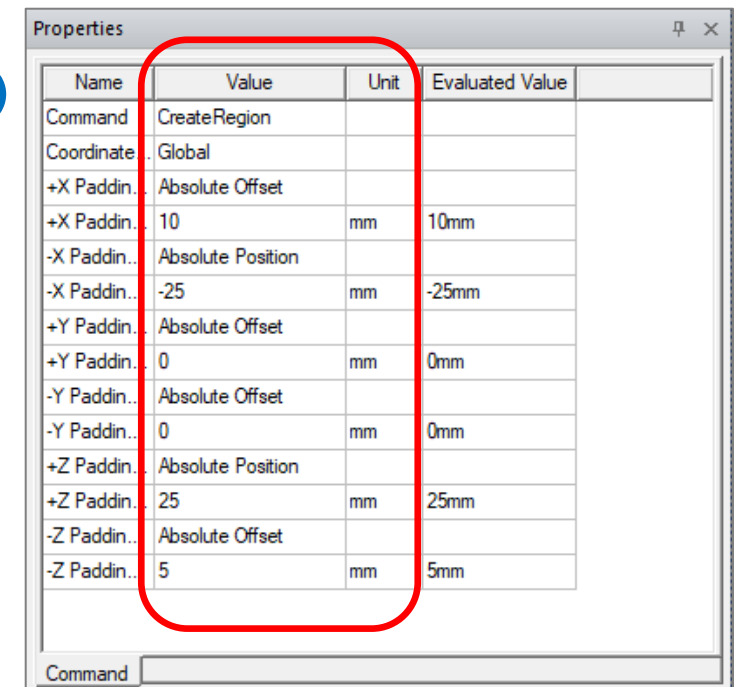 Properties
Name Value Unit Evaluated Value
Command CreateRegion
Coordinate... Global
+X Paddin... Absolute Offset
+X Paddin... 10 mm 10mm
-X Paddin... Absolute Position
-X Paddin... -25 mm -25mm
+Y Paddin... Absolute Offset
+Y Paddin... 0 mm 0mm
-Y Paddin... Absolute Offset
-Y Paddin... 0 mm 0mm
+Z Paddin... Absolute Position
+Z Paddin... 25 mm 25mm
-Z Paddin... Absolute Offset
-Z Paddin... 5 mm 5mm
Command